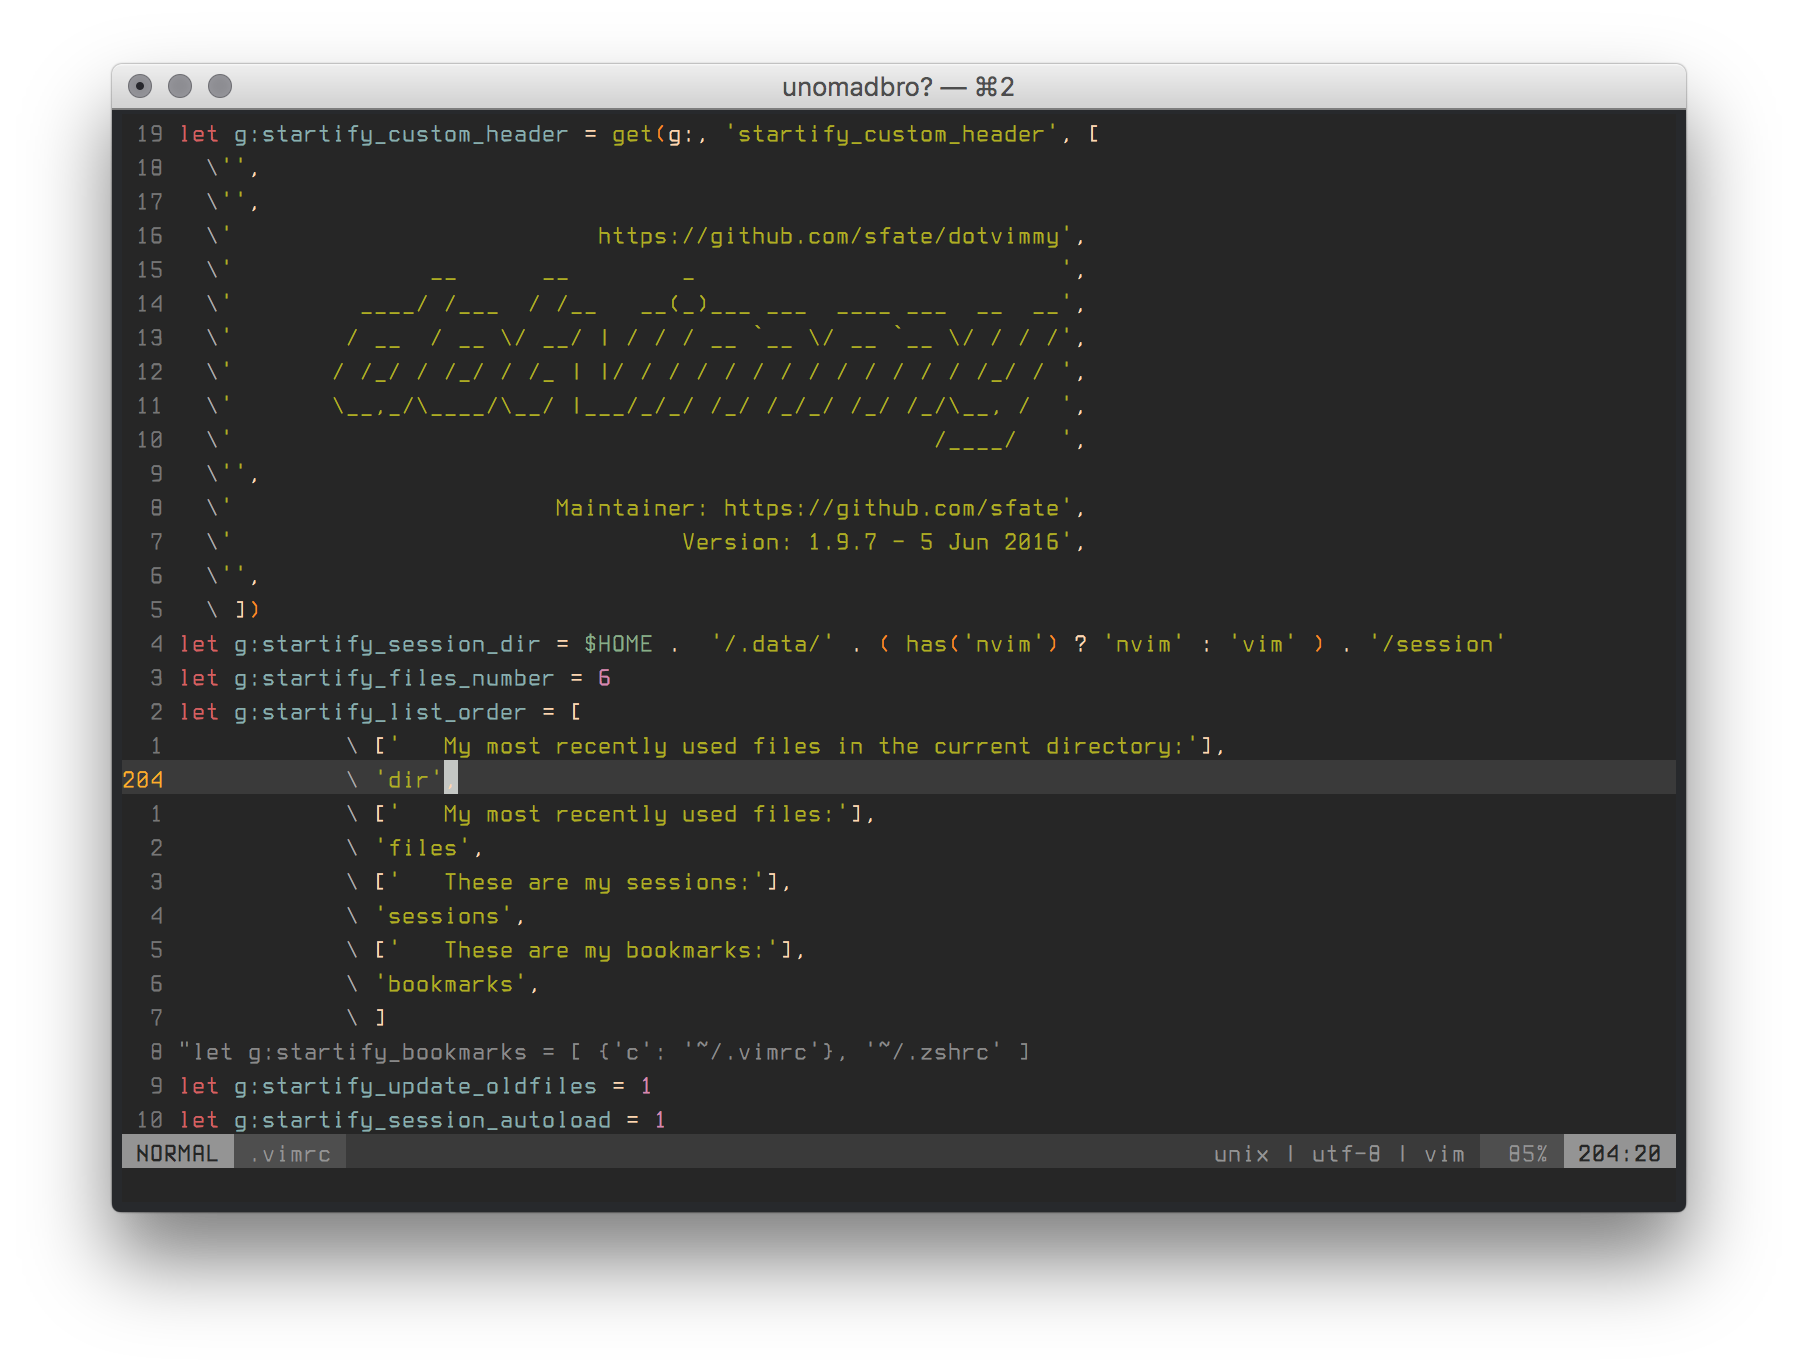 unomadbro? — ⌘2
19 let g:startify_custom_header = get(g:, 'startify_custom_header', [
18   \'',
17   \'',
16   \'                          https://github.com/sfate/dotvimmy',
15   \'              __      __        _                          ',
14   \'         ____/ /___  / /__   __(_)___ ___  ____ ___  __  __',
13   \'        / __  / __ \/ __/ | / / / __ `__ \/ __ `__ \/ / / /',
12   \'       / /_/ / /_/ / /_ | |/ / / / / / / / / / / / / /_/ / ',
11   \'       \__,_/\____/\__/ |___/_/_/ /_/ /_/_/_/ /_/ /_/\__, /  ',
10   \'                                                  /____/   ',
9   \'',
8   \'                       Maintainer: https://github.com/sfate',
7   \'                                Version: 1.9.7 - 5 Jun 2016',
6   \'',
5   \ ])
4 let g:startify_session_dir = $HOME .  '/.data/' . ( has('nvim') ? 'nvim' : 'vim' ) . '/session'
3 let g:startify_files_number = 6
2 let g:startify_list_order = [
1             \ ['   My most recently used files in the current directory:'],
204             \ 'dir',
1             \ ['   My most recently used files:'],
2             \ 'files',
3             \ ['   These are my sessions:'],
4             \ 'sessions',
5             \ ['   These are my bookmarks:'],
6             \ 'bookmarks',
7             \ ]
8 "let g:startify_bookmarks = [ {'c': '~/.vimrc'}, '~/.zshrc' ]
9 let g:startify_update_oldfiles = 1
10 let g:startify_session_autoload = 1
NORMAL .vimrc unix | utf-8 | vim 85% 204:20